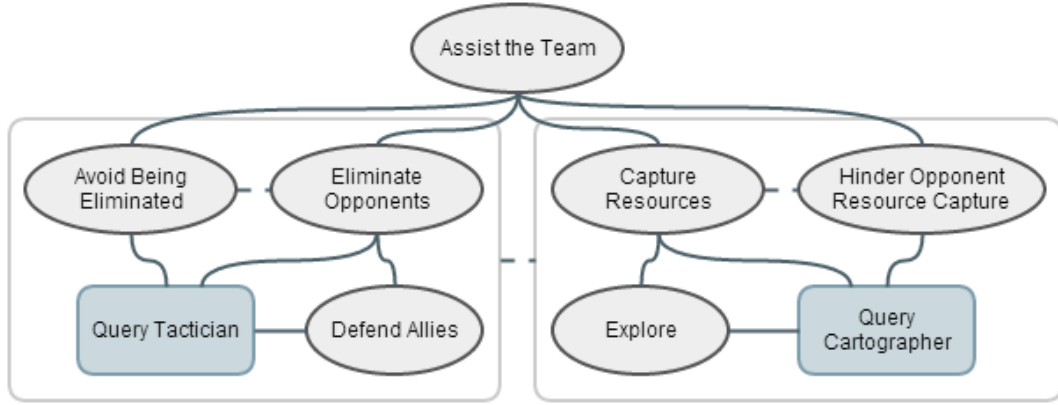 Assist the Team
Avoid Being
Eliminated
Eliminate
Opponents
Capture
Resources
Hinder Opponent
Resource Capture
Query Tactician
Defend Allies
Explore
Query
Cartographer